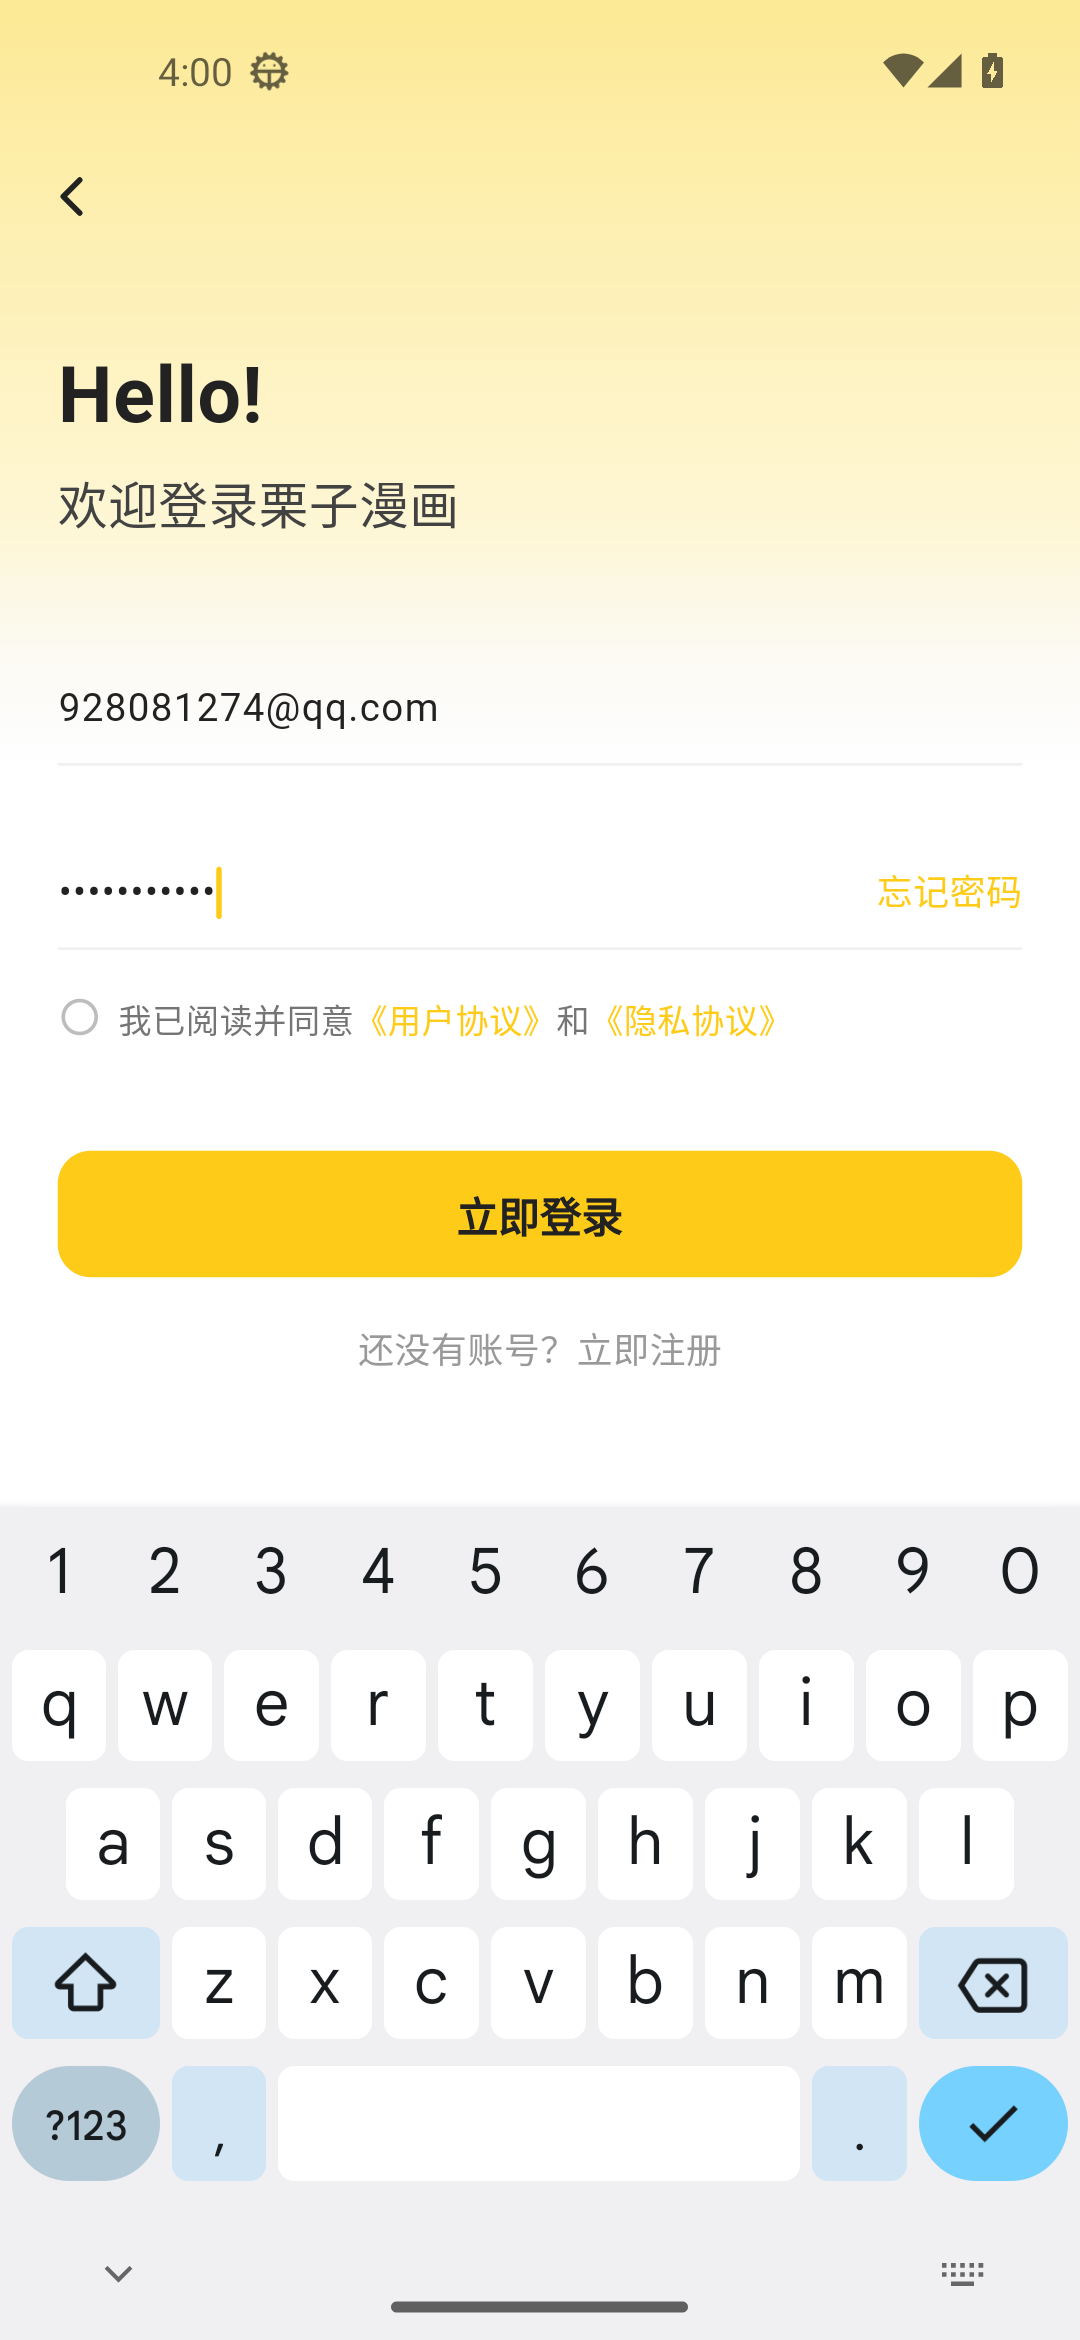 4:00
Hello!
欢迎登录栗子漫画
928081274@qq.com
•••••••••••
忘记密码
我已阅读并同意《用户协议》和《隐私协议》
立即登录
还没有账号？立即注册
1 2 3 4 5 6 7 8 9 0
q w e r t y u i o p
a s d f g h j k l
z x c v b n m
?123 , .